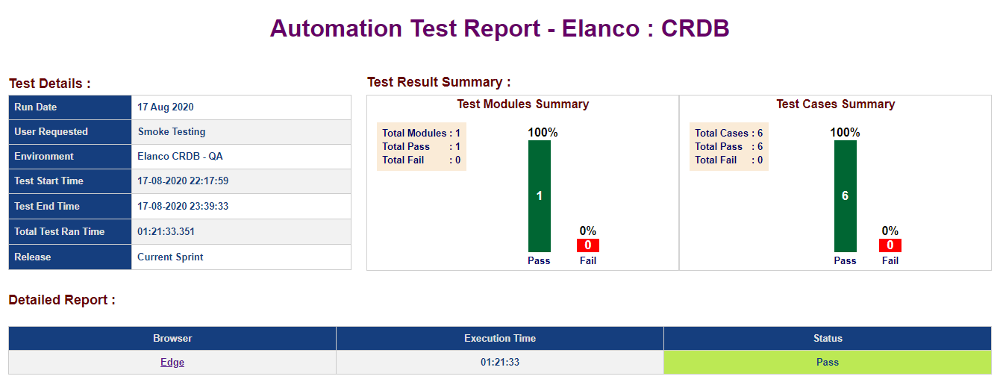 Automation Test Report - Elanco : CRDB
Test Details :
Run Date 17 Aug 2020
User Requested Smoke Testing
Environment Elanco CRDB - QA
Test Start Time 17-08-2020 22:17:59
Test End Time 17-08-2020 23:39:33
Total Test Ran Time 01:21:33.351
Release Current Sprint
Test Result Summary :
Test Modules Summary
Total Modules : 1
Total Pass : 1
Total Fail : 0
100%
1
0%
0
Pass Fail
Test Cases Summary
Total Cases : 6
Total Pass : 6
Total Fail : 0
100%
6
0%
0
Pass Fail
Detailed Report :
Browser Execution Time Status
Edge 01:21:33 Pass